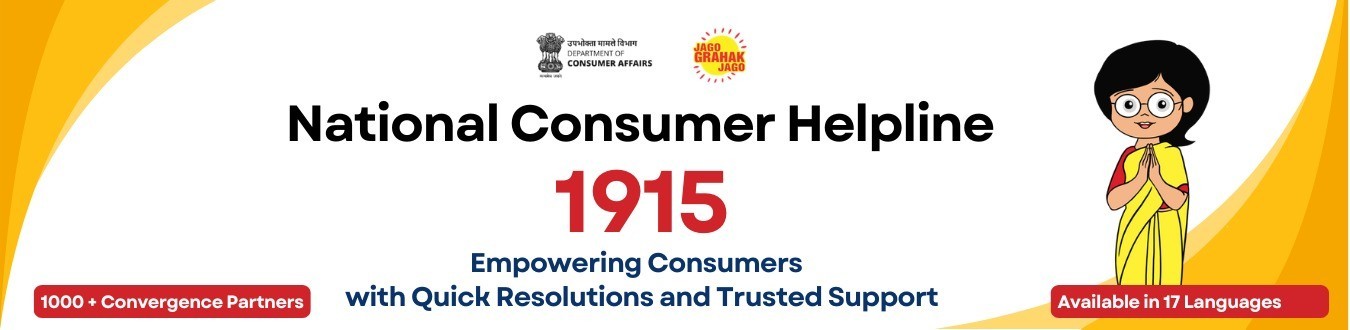 उपभोक्ता मामले विभाग
DEPARTMENT OF
CONSUMER AFFAIRS
JAGO
GRAHAK
JAGO
National Consumer Helpline
1915
Empowering Consumers
with Quick Resolutions and Trusted Support
1000 + Convergence Partners
Available in 17 Languages